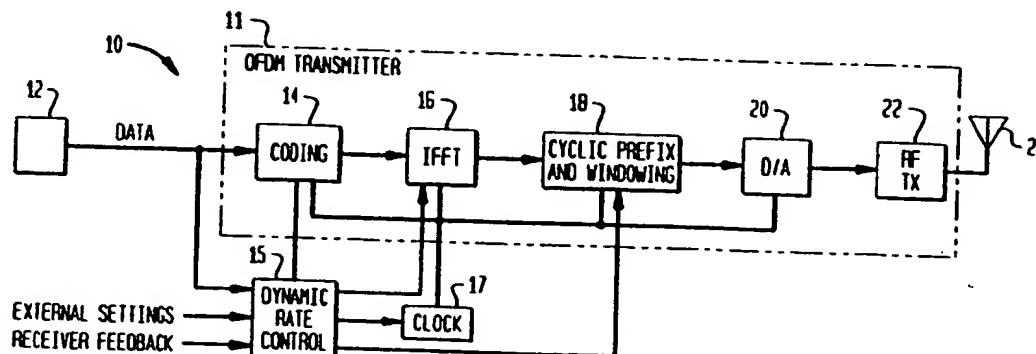 11
10
OFDM TRANSMITTER
12
14
16
18
20
22
DATA
CODING
IFFT
CYCLIC PREFIX
AND WINDOWING
D/A
RF
TX
2
15
17
EXTERNAL SETTINGS
RECEIVER FEEDBACK
DYNAMIC
RATE
CONTROL
CLOCK